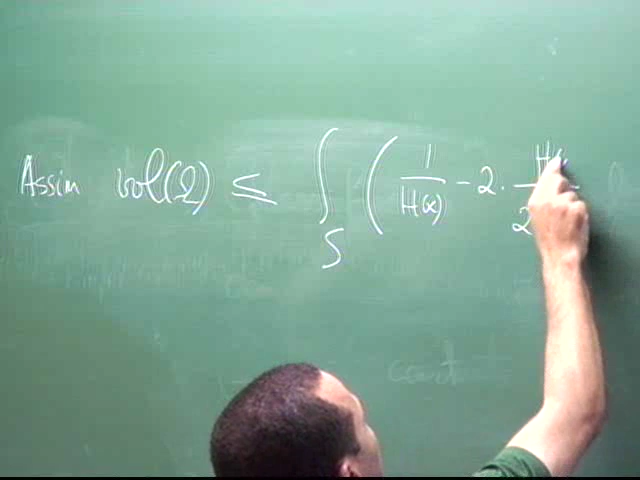 Assim vol(Ω) ≤ ∫_S ( 1/H(x) - 2 · H(/2